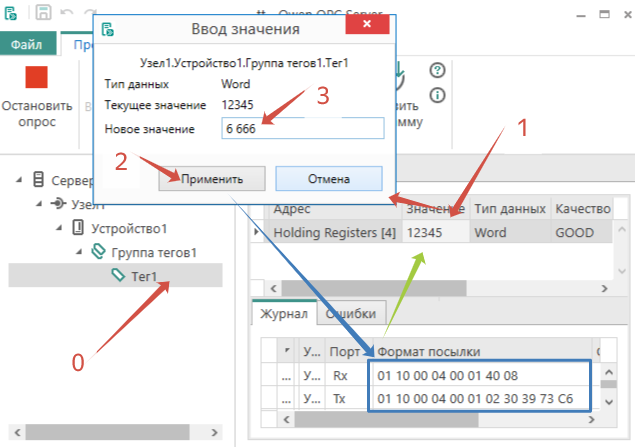 Owen OPC Server
Файл
Ввод значения
Узел1.Устройство1.Группа тегов1.Тег1
Тип данных Word
Текущее значение 12345
Новое значение 6 666
3
2
1
0
Применить Отмена
Остановить
опрос
Сервер
Узел1
Устройство1
Группа тегов1
Тег1
Адрес Значение Тип данных Качество
Holding Registers [4] 12345 Word GOOD
Журнал Ошибки
У... Порт Формат посылки
... У... Rx 01 10 00 04 00 01 40 08
... У... Tx 01 10 00 04 00 01 02 30 39 73 C6